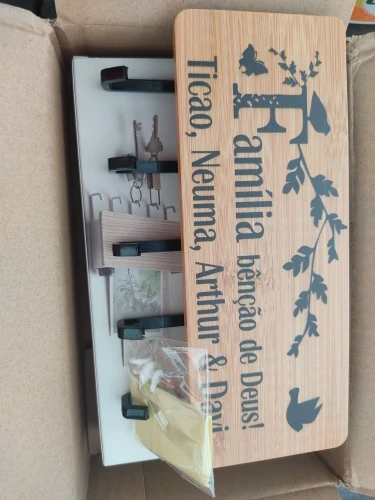 Família bênção de Deus!
Ticao, Neuma, Arthur & Davi